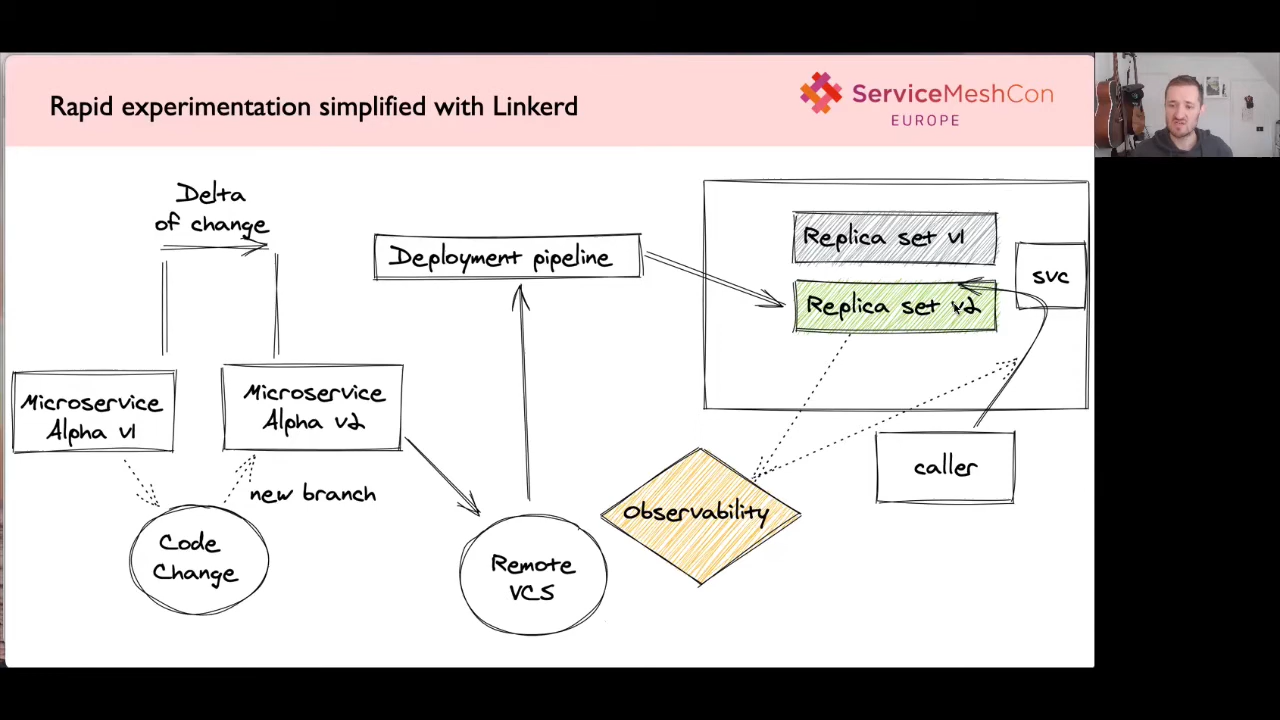 Rapid experimentation simplified with Linkerd
ServiceMeshCon
EUROPE
Delta
of change
Deployment pipeline
Replica set v1
Replica set v2
svc
Microservice
Alpha v1
Microservice
Alpha v2
new branch
Code
Change
Remote
VCS
Observability
caller